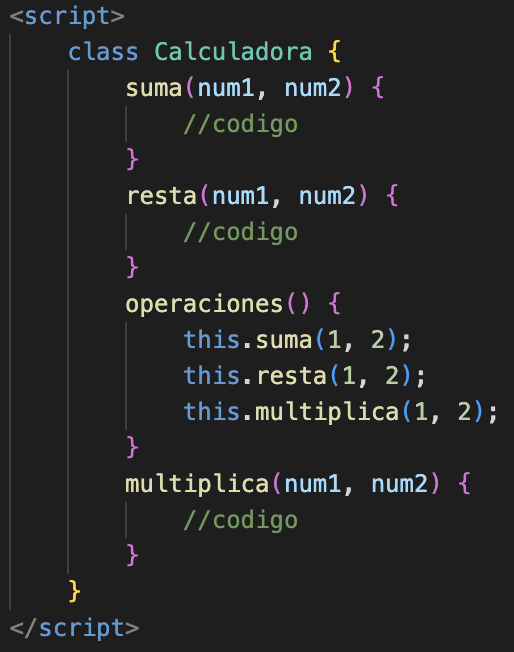 <script>
class Calculadora {
suma(num1, num2) {
//codigo
}
resta(num1, num2) {
//codigo
}
operaciones() {
this.suma(1, 2);
this.resta(1, 2);
this.multiplica(1, 2);
}
multiplica(num1, num2) {
//codigo
}
}
</script>